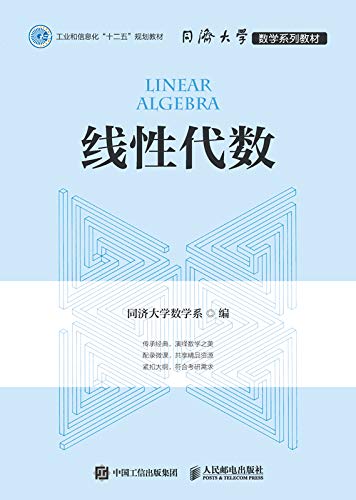 工业和信息化“十二五”规划教材
同濟大学 数学系列教材
LINEAR
ALGEBRA
线性代数
同济大学数学系 编
传承经典，演绎数学之美
配录微课，共享精品资源
紧扣大纲，符合考研需求
中国工信出版集团 人民邮电出版社
POSTS & TELECOM PRESS